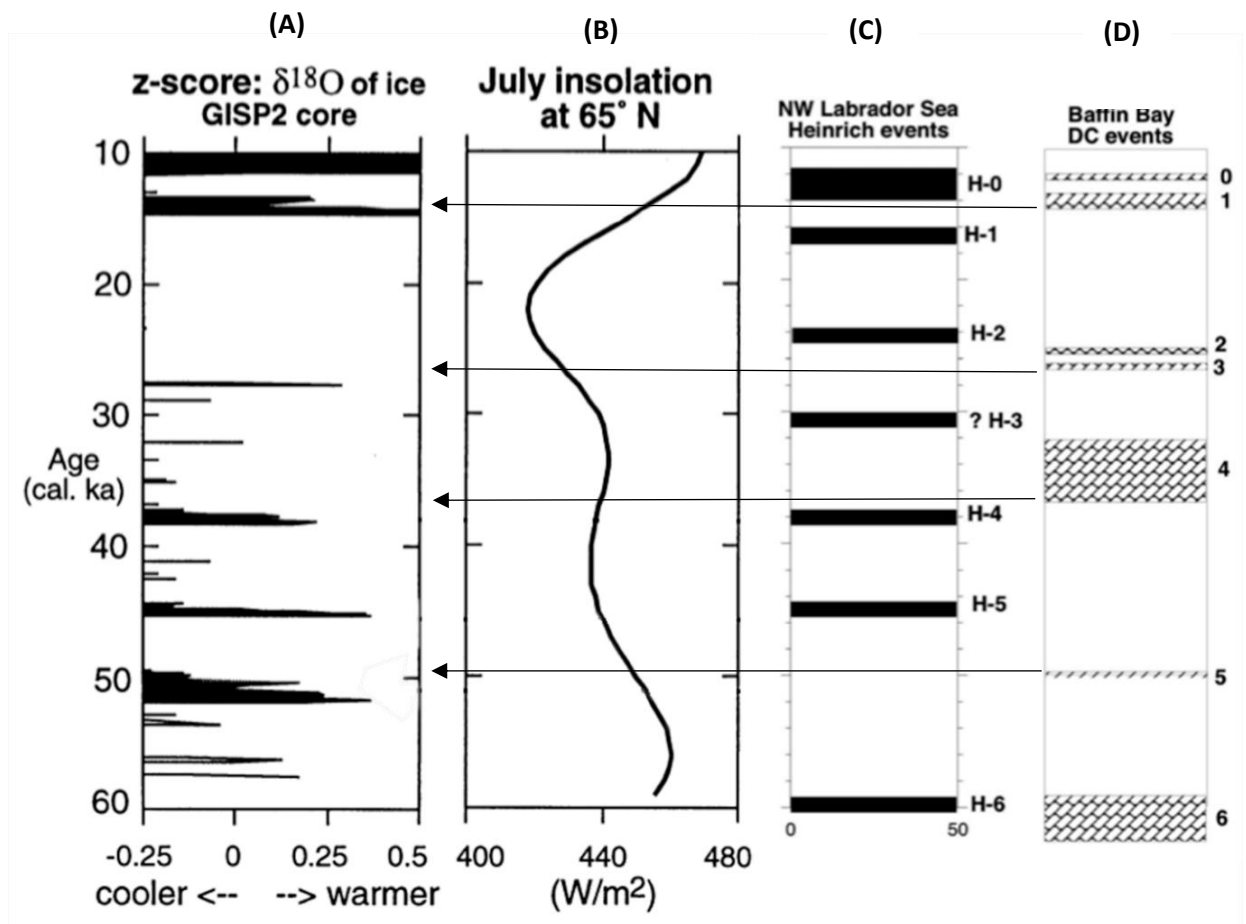 (A)
(B)
(C)
(D)
z-score: δ18O of ice
GISP2 core
July insolation
at 65° N
NW Labrador Sea
Heinrich events
Baffin Bay
DC events
10
20
30
40
50
60
Age
(cal. ka)
-0.25 0 0.25 0.5
cooler <-- --> warmer
400 440 480
(W/m2)
H-0
H-1
H-2
? H-3
H-4
H-5
H-6
0 50
0
1
2
3
4
5
6